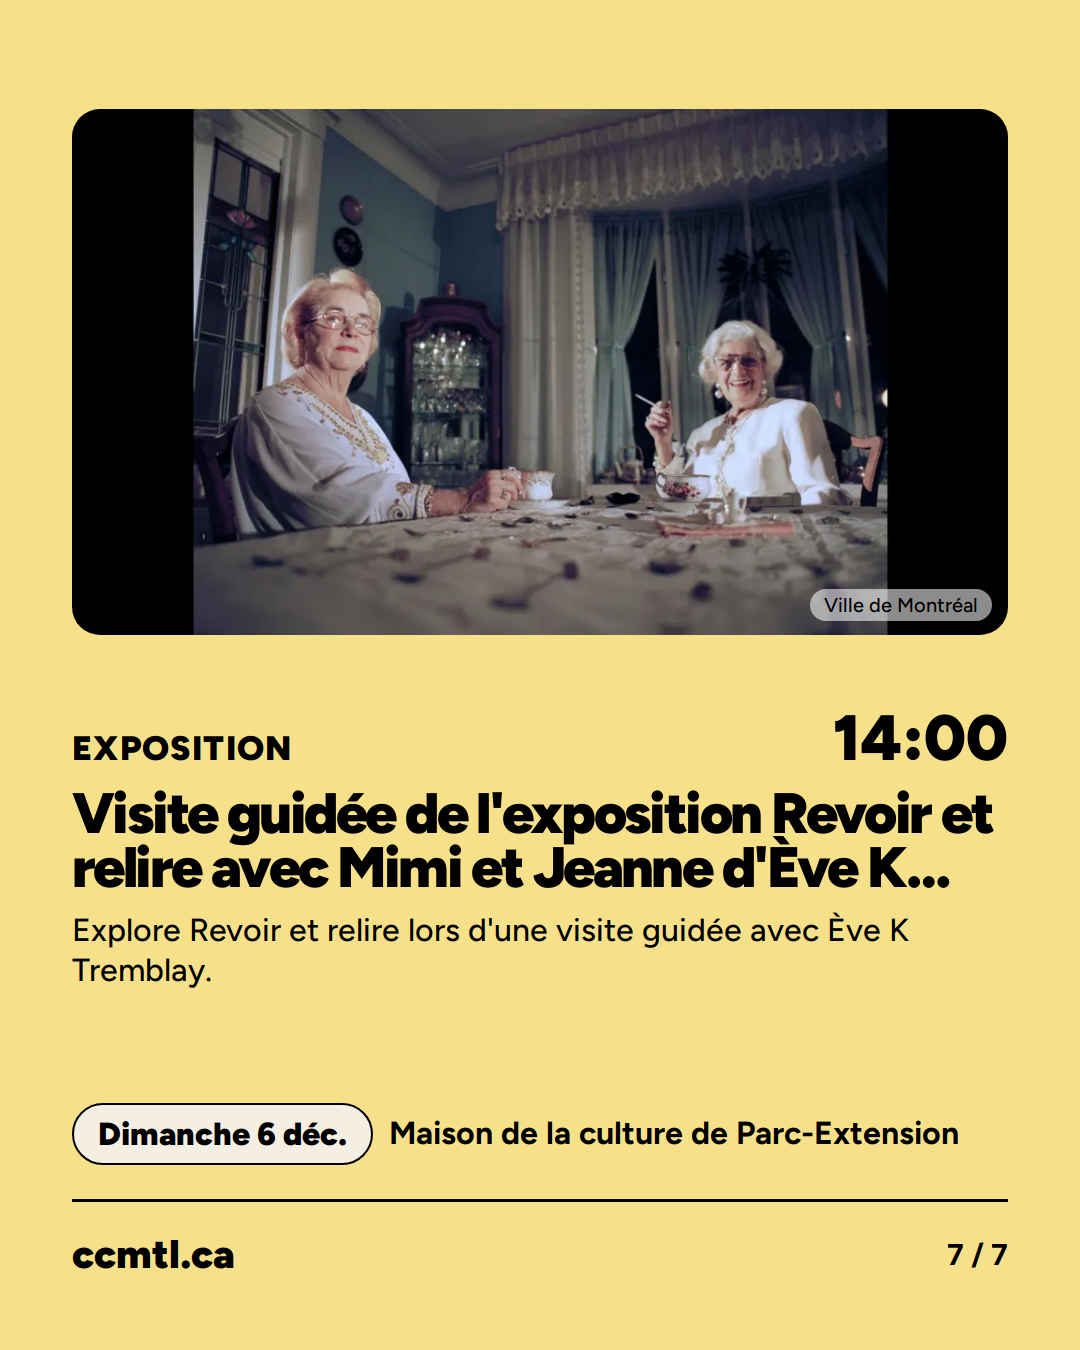 Ville de Montréal
EXPOSITION
14:00
Visite guidée de l'exposition Revoir et
relire avec Mimi et Jeanne d'Ève K...
Explore Revoir et relire lors d'une visite guidée avec Ève K
Tremblay.
Dimanche 6 déc.
Maison de la culture de Parc-Extension
ccmtl.ca
7 / 7